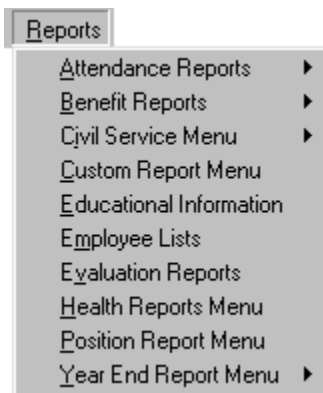 Reports
Attendance Reports
Benefit Reports
Civil Service Menu
Custom Report Menu
Educational Information
Employee Lists
Evaluation Reports
Health Reports Menu
Position Report Menu
Year End Report Menu